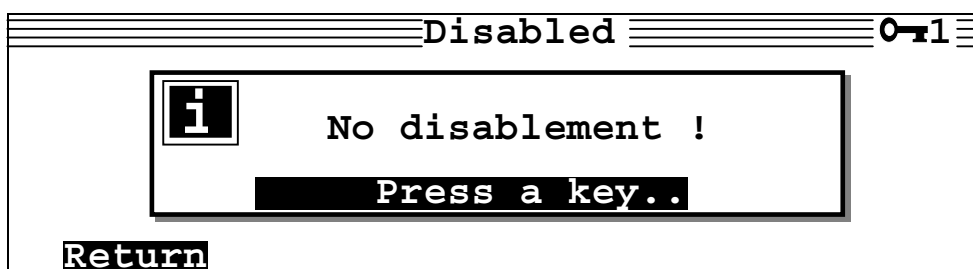 Disabled 1
i
No disablement !
Press a key..
Return